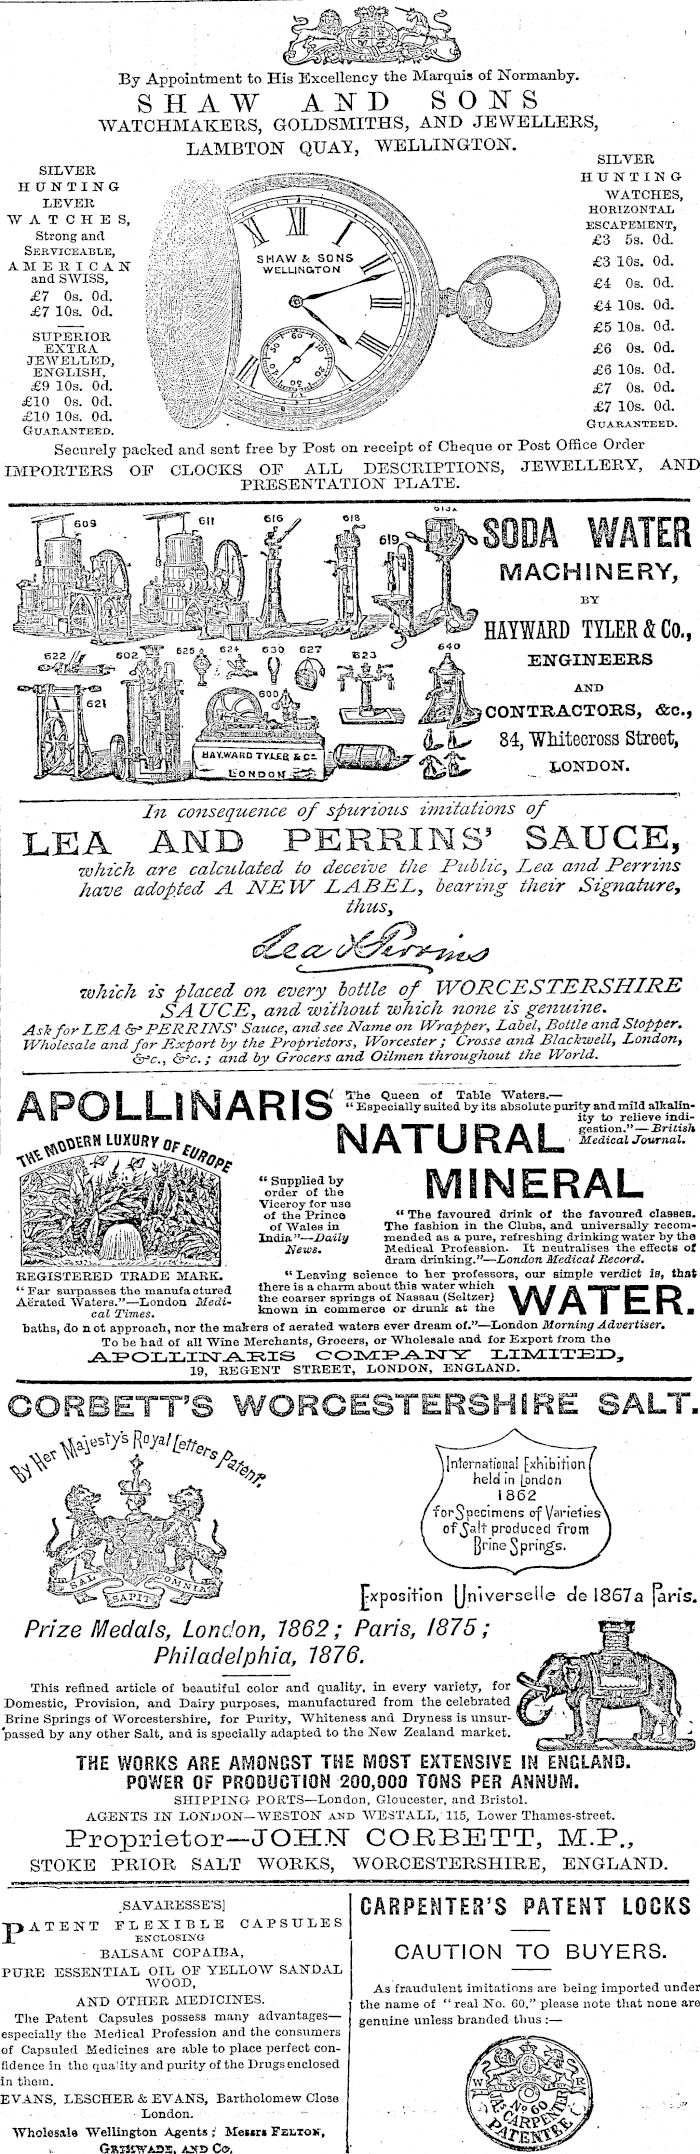 By Appointment to His Excellency the Marquis of Normanby.
SHAW AND SONS
WATCHMAKERS, GOLDSMITHS, AND JEWELLERS,
LAMBTON QUAY, WELLINGTON.
SILVER
HUNTING
LEVER
WATCHES,
Strong and
SERVICEABLE,
AMERICAN
and SWISS,
£7 0s. 0d.
£7 10s. 0d.
SUPERIOR
EXTRA
JEWELLED,
ENGLISH,
£9 10s. 0d.
£10 0s. 0d.
£10 10s. 0d.
GUARANTEED.
SHAW & SONS
WELLINGTON
SILVER
HUNTING
WATCHES,
HORIZONTAL
ESCAPEMENT,
£3 5s. 0d.
£3 10s. 0d.
£4 0s. 0d.
£4 10s. 0d.
£5 10s. 0d.
£6 0s. 0d.
£6 10s. 0d.
£7 0s. 0d.
£7 10s. 0d.
GUARANTEED.
Securely packed and sent free by Post on receipt of Cheque or Post Office Order
IMPORTERS OF CLOCKS OF ALL DESCRIPTIONS, JEWELLERY, AND
PRESENTATION PLATE.
609 611 616 618 619 613A
622 602 625 624 630 627 623 640
621 600
HAYWARD TYLER & Co
LONDON
SODA WATER
MACHINERY,
BY
HAYWARD TYLER & Co.,
ENGINEERS
AND
CONTRACTORS, &c.,
84, Whitecross Street,
LONDON.
In consequence of spurious imitations of
LEA AND PERRINS' SAUCE,
which are calculated to deceive the Public, Lea and Perrins
have adopted A NEW LABEL, bearing their Signature,
thus,
Lea & Perrins
which is placed on every bottle of WORCESTERSHIRE
SAUCE, and without which none is genuine.
Ask for LEA & PERRINS' Sauce, and see Name on Wrapper, Label, Bottle and Stopper.
Wholesale and for Export by the Proprietors, Worcester; Crosse and Blackwell, London,
&c., &c.; and by Grocers and Oilmen throughout the World.
APOLLINARIS
The Queen of Table Waters.—
"Especially suited by its absolute purity and mild alkalin-
ity to relieve indi-
gestion."—British
Medical Journal.
NATURAL
THE MODERN LUXURY OF EUROPE
REGISTERED TRADE MARK.
"Far surpasses the manufactured
Aërated Waters."—London Medi-
cal Times.
"Supplied by
order of the
Viceroy for use
of the Prince
of Wales in
India"—Daily
News.
MINERAL
"The favoured drink of the favoured classes.
The fashion in the Clubs, and universally recom-
mended as a pure, refreshing drinking water by the
Medical Profession. It neutralises the effects of
dram drinking."—London Medical Record.
"Leaving science to her professors, our simple verdict is, that
there is a charm about this water which
the coarser springs of Nassau (Seltzer)
known in commerce or drunk at the
WATER.
baths, do not approach, nor the makers of aerated waters ever dream of."—London Morning Advertiser.
To be had of all Wine Merchants, Grocers, or Wholesale and for Export from the
APOLLINARIS COMPANY LIMITED,
19, REGENT STREET, LONDON, ENGLAND.
CORBETT'S WORCESTERSHIRE SALT.
By Her Majesty's Royal Letters Patent.
SAL SAPIT OMNIA
International Exhibition
held in London
1862
for Specimens of Varieties
of Salt produced from
Brine Springs.
Exposition Universelle de 1867 a Paris.
Prize Medals, London, 1862; Paris, 1875;
Philadelphia, 1876.
This refined article of beautiful color and quality, in every variety, for
Domestic, Provision, and Dairy purposes, manufactured from the celebrated
Brine Springs of Worcestershire, for Purity, Whiteness and Dryness is unsur-
passed by any other Salt, and is specially adapted to the New Zealand market.
THE WORKS ARE AMONGST THE MOST EXTENSIVE IN ENGLAND.
POWER OF PRODUCTION 200,000 TONS PER ANNUM.
SHIPPING PORTS—London, Gloucester, and Bristol.
AGENTS IN LONDON—WESTON AND WESTALL, 115, Lower Thames-street.
Proprietor—JOHN CORBETT, M.P.,
STOKE PRIOR SALT WORKS, WORCESTERSHIRE, ENGLAND.
SAVARESSE'S]
PATENT FLEXIBLE CAPSULES
ENCLOSING
BALSAM COPAIBA,
PURE ESSENTIAL OIL OF YELLOW SANDAL
WOOD,
AND OTHER MEDICINES.
The Patent Capsules possess many advantages—
especially the Medical Profession and the consumers
of Capsuled Medicines are able to place perfect con-
fidence in the quality and purity of the Drugs enclosed
in them.
EVANS, LESCHER & EVANS, Bartholomew Close
London.
Wholesale Wellington Agents; Messrs FELTON,
GRIMWADE, AND Co,
CARPENTER'S PATENT LOCKS
CAUTION TO BUYERS.
As fraudulent imitations are being imported under
the name of "real No. 60," please note that none are
genuine unless branded thus:—
W R
No 60
JAS CARPENTER
PATENTEE